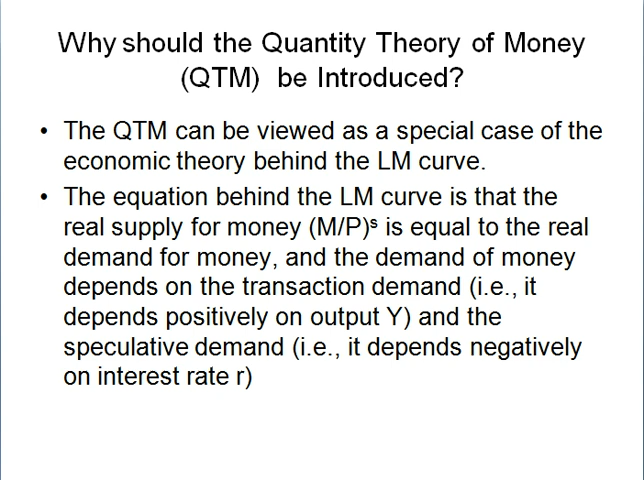 Why should the Quantity Theory of Money
(QTM) be Introduced?
• The QTM can be viewed as a special case of the
economic theory behind the LM curve.
• The equation behind the LM curve is that the
real supply for money (M/P)ˢ is equal to the real
demand for money, and the demand of money
depends on the transaction demand (i.e., it
depends positively on output Y) and the
speculative demand (i.e., it depends negatively
on interest rate r)